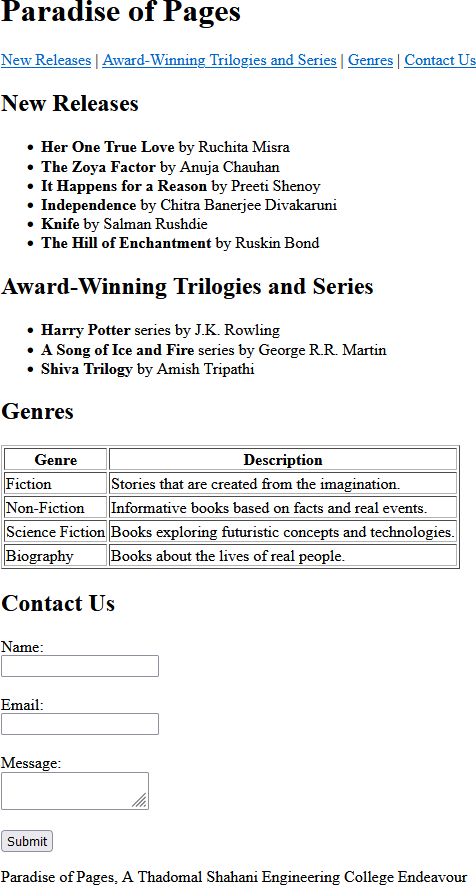 Paradise of Pages
New Releases | Award-Winning Trilogies and Series | Genres | Contact Us
New Releases
• Her One True Love by Ruchita Misra
• The Zoya Factor by Anuja Chauhan
• It Happens for a Reason by Preeti Shenoy
• Independence by Chitra Banerjee Divakaruni
• Knife by Salman Rushdie
• The Hill of Enchantment by Ruskin Bond
Award-Winning Trilogies and Series
• Harry Potter series by J.K. Rowling
• A Song of Ice and Fire series by George R.R. Martin
• Shiva Trilogy by Amish Tripathi
Genres
Genre Description
Fiction Stories that are created from the imagination.
Non-Fiction Informative books based on facts and real events.
Science Fiction Books exploring futuristic concepts and technologies.
Biography Books about the lives of real people.
Contact Us
Name:
Email:
Message:
Submit
Paradise of Pages, A Thadomal Shahani Engineering College Endeavour